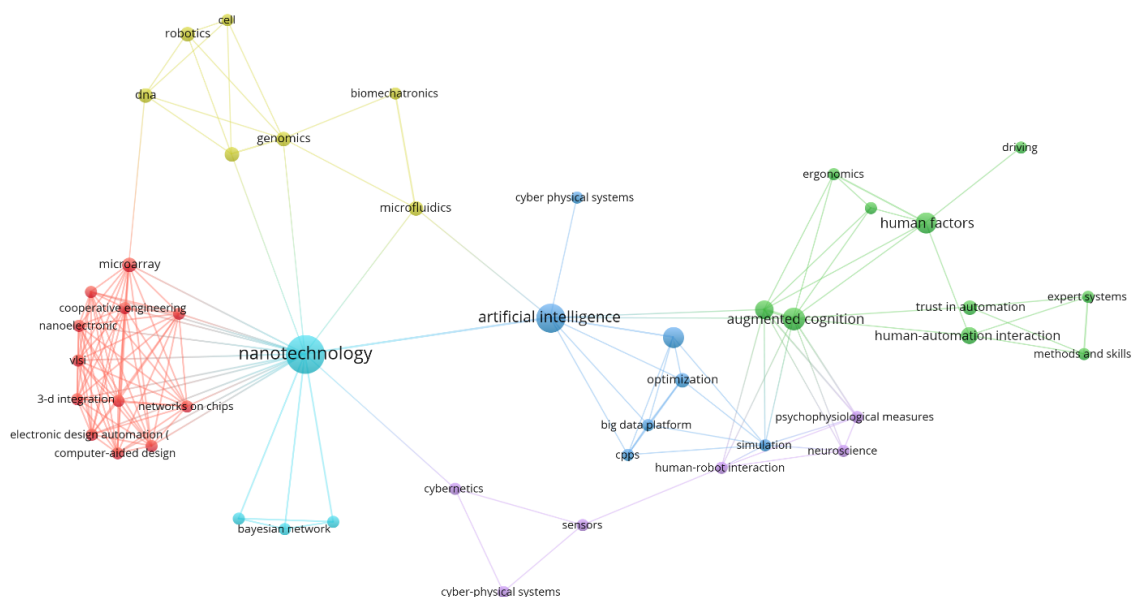 cell
robotics
dna
biomechatronics
genomics
driving
ergonomics
cyber physical systems
microfluidics
human factors
microarray
expert systems
cooperative engineering
trust in automation
artificial intelligence
augmented cognition
nanoelectronic
human-automation interaction
nanotechnology
methods and skills
vlsi
optimization
3-d integration
networks on chips
psychophysiological measures
big data platform
electronic design automation (
simulation
neuroscience
computer-aided design
cpps
human-robot interaction
cybernetics
sensors
bayesian network
cyber-physical systems